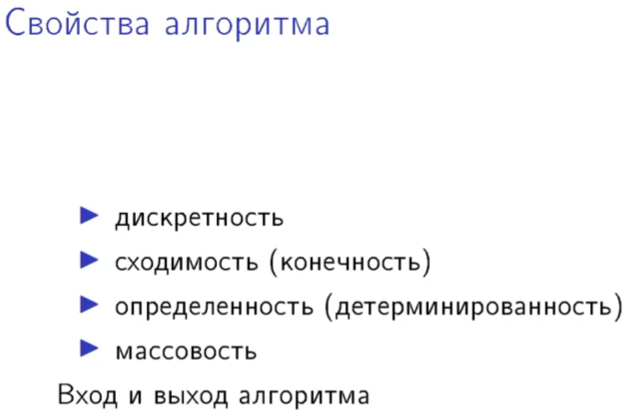 Свойства алгоритма
дискретность
сходимость (конечность)
определенность (детерминированность)
массовость
Вход и выход алгоритма